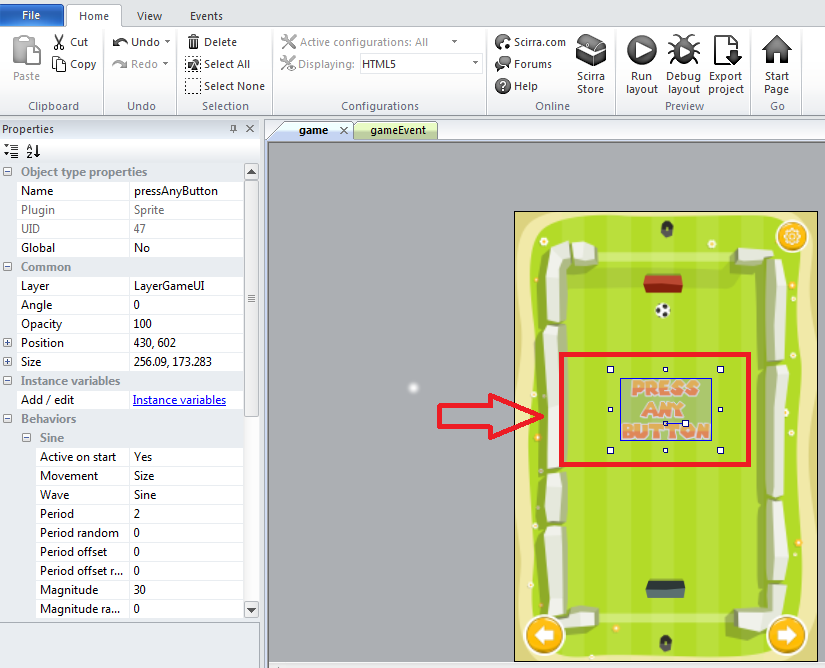 File Home View Events
Cut
Copy
Paste
Clipboard
Undo
Redo
Undo
Delete
Select All
Select None
Selection
Active configurations: All
Displaying: HTML5
Configurations
Scirra.com
Forums
Help
Scirra
Store
Online
Run
layout
Debug
layout
Export
project
Preview
Start
Page
Go
Properties
game
gameEvent
Object type properties
Name pressAnyButton
Plugin Sprite
UID 47
Global No
Common
Layer LayerGameUI
Angle 0
Opacity 100
Position 430, 602
Size 256.09, 173.283
Instance variables
Add / edit Instance variables
Behaviors
Sine
Active on start Yes
Movement Size
Wave Sine
Period 2
Period random 0
Period offset 0
Period offset r... 0
Magnitude 30
Magnitude ra... 0
PRESS
ANY
BUTTON